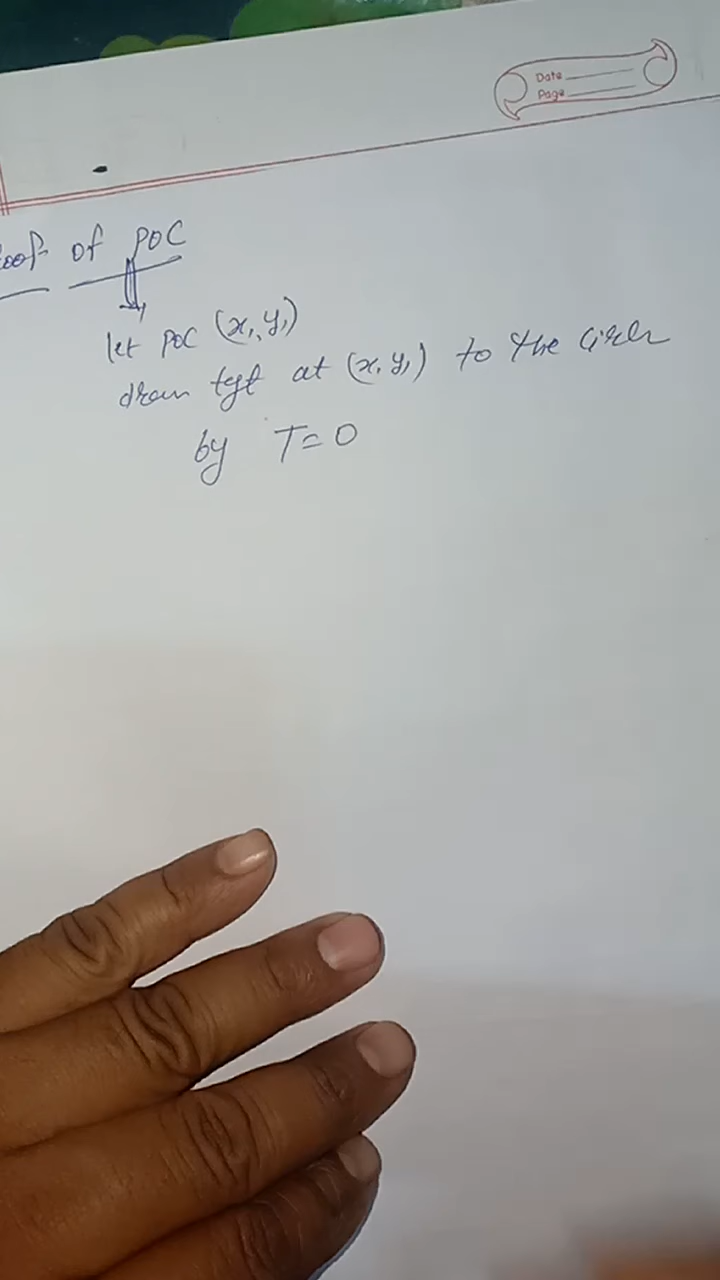 Date
Page
of POC
let POC (x₁, y₁)
draw tgt at (x₁ y₁) to the circle
by T = 0